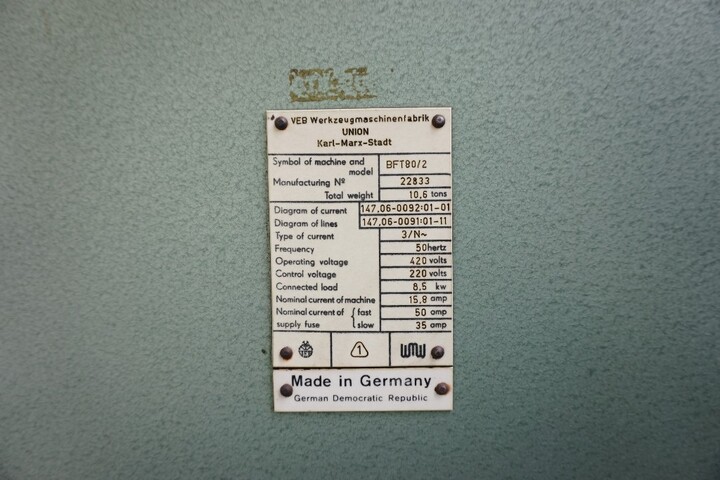 VEB Werkzeugmaschinenfabrik
UNION
Karl-Marx-Stadt
Symbol of machine and model BFT80/2
Manufacturing Nº 22833
Total weight 10,6 tons
Diagram of current 147.06-0092:01-01
Diagram of lines 147.06-0091:01-11
Type of current 3/N~
Frequency 50 hertz
Operating voltage 420 volts
Control voltage 220 volts
Connected load 8,5 kw
Nominal current of machine 15,8 amp
Nominal current of supply fuse fast 50 amp
slow 35 amp
1 WMW
Made in Germany
German Democratic Republic